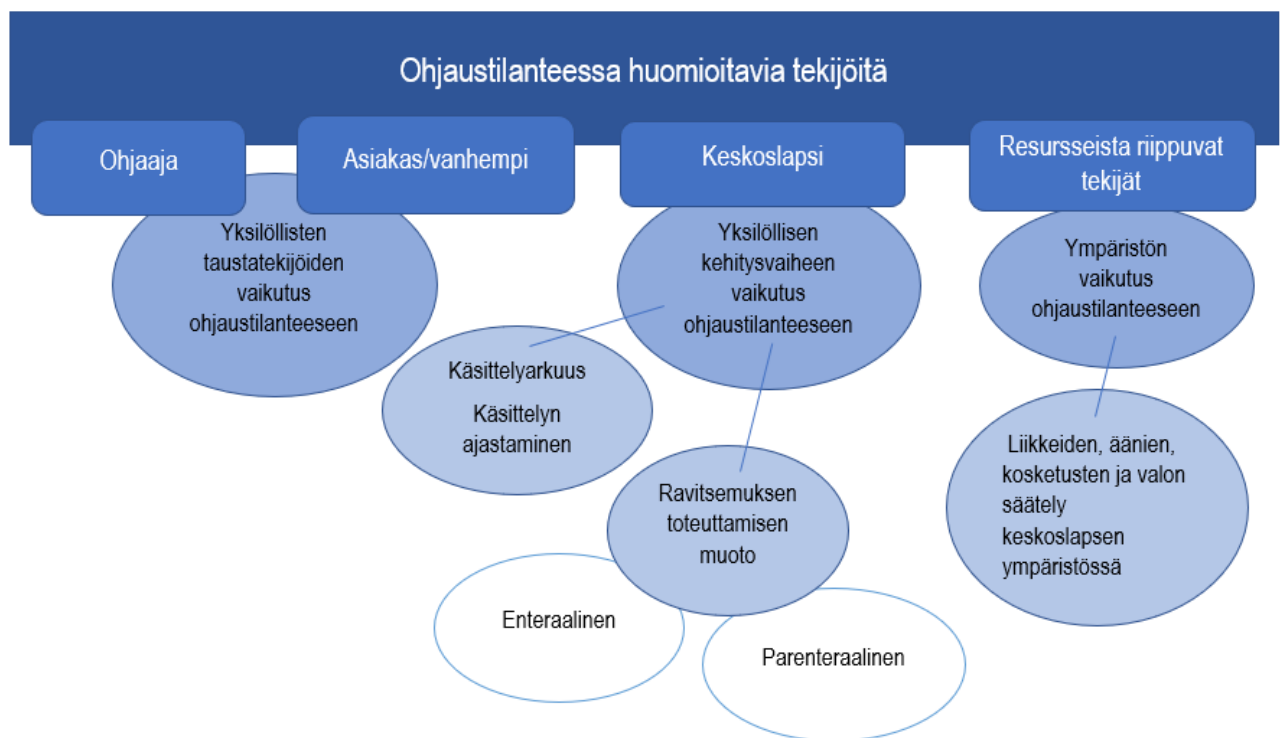 Ohjaustilanteessa huomioitavia tekijöitä
Ohjaaja
Asiakas/vanhempi
Keskoslapsi
Resursseista riippuvat
tekijät
Yksilöllisten
taustatekijöiden
vaikutus
ohjaustilanteeseen
Yksilöllisen
kehitysvaiheen
vaikutus
ohjaustilanteeseen
Ympäristön
vaikutus
ohjaustilanteeseen
Käsittelyarkuus
Käsittelyn
ajastaminen
Ravitsemuksen
toteuttamisen
muoto
Liikkeiden, äänien,
kosketusten ja valon
säätely
keskoslapsen
ympäristössä
Enteraalinen
Parenteraalinen